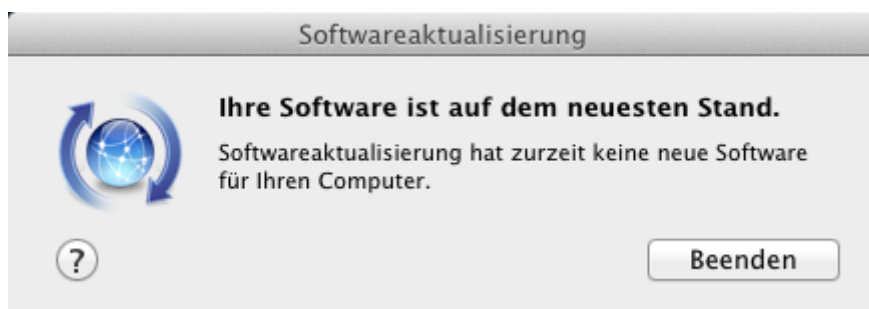 Softwareaktualisierung
Ihre Software ist auf dem neuesten Stand.
Softwareaktualisierung hat zurzeit keine neue Software
für Ihren Computer.
?
Beenden